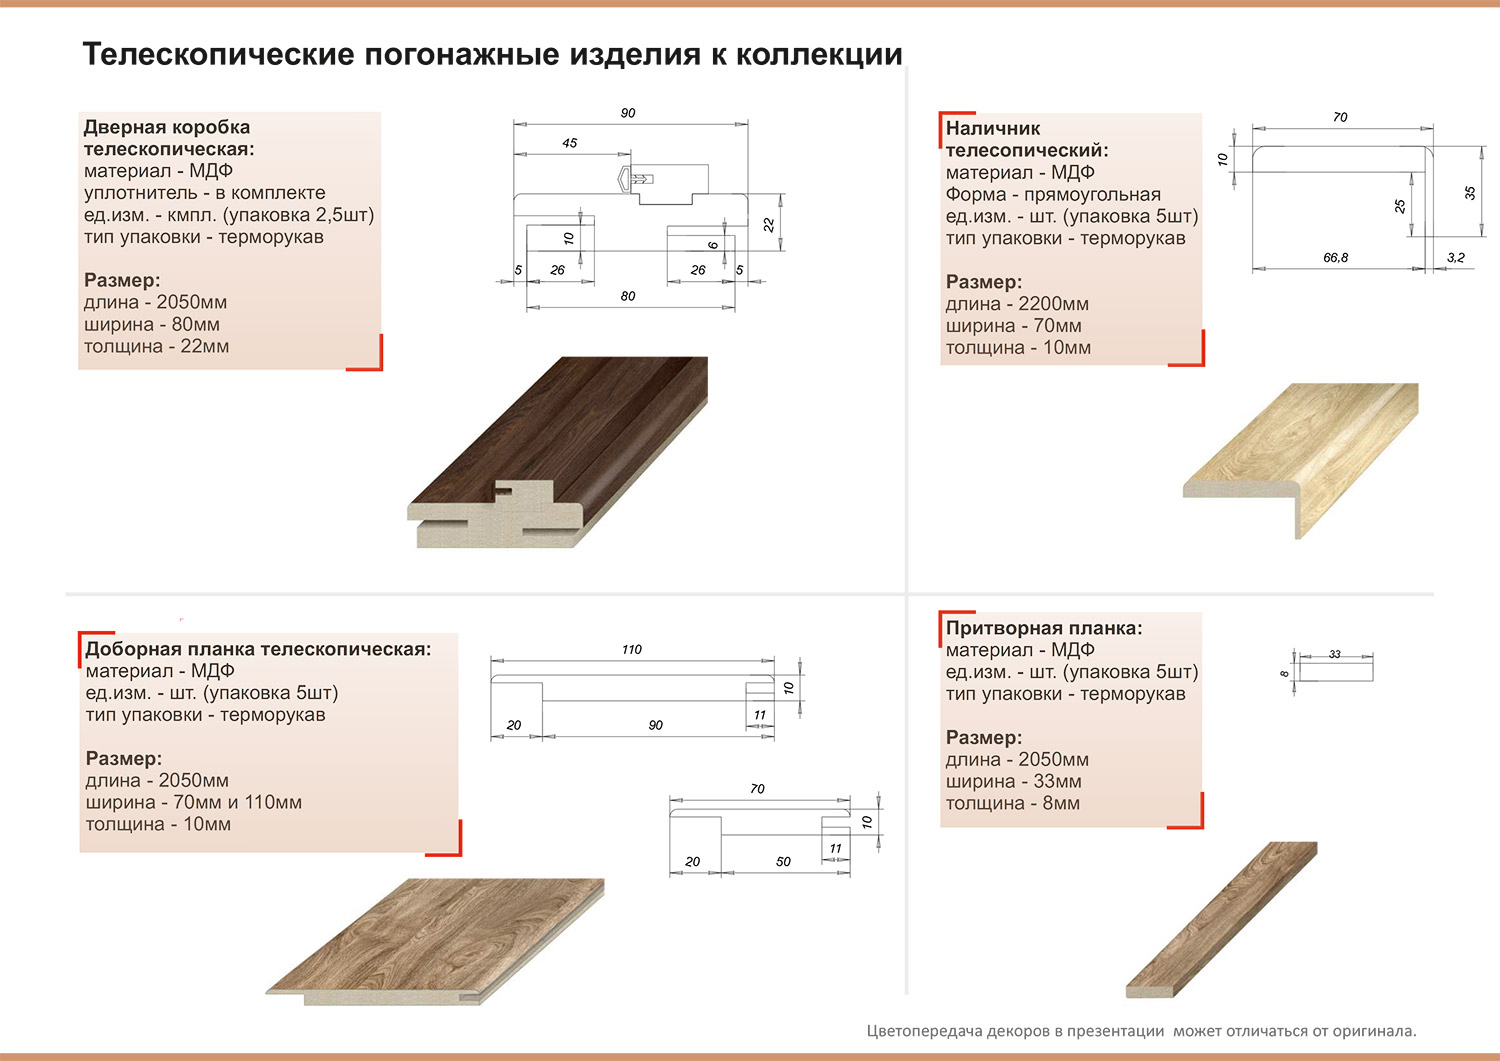 Телескопические погонажные изделия к коллекции
Дверная коробка
телескопическая:
материал - МДФ
уплотнитель - в комплекте
ед.изм. - кмпл. (упаковка 2,5шт)
тип упаковки - терморукав
Размер:
длина - 2050мм
ширина - 80мм
толщина - 22мм
90
45
22
10
6
5
26
26
5
80
Наличник
телесопический:
материал - МДФ
Форма - прямоугольная
ед.изм. - шт. (упаковка 5шт)
тип упаковки - терморукав
Размер:
длина - 2200мм
ширина - 70мм
толщина - 10мм
70
10
25
35
66,8
3,2
Доборная планка телескопическая:
материал - МДФ
ед.изм. - шт. (упаковка 5шт)
тип упаковки - терморукав
Размер:
длина - 2050мм
ширина - 70мм и 110мм
толщина - 10мм
110
10
11
20
90
70
10
11
20
50
Притворная планка:
материал - МДФ
ед.изм. - шт. (упаковка 5шт)
тип упаковки - терморукав
Размер:
длина - 2050мм
ширина - 33мм
толщина - 8мм
33
8
Цветопередача декоров в презентации может отличаться от оригинала.